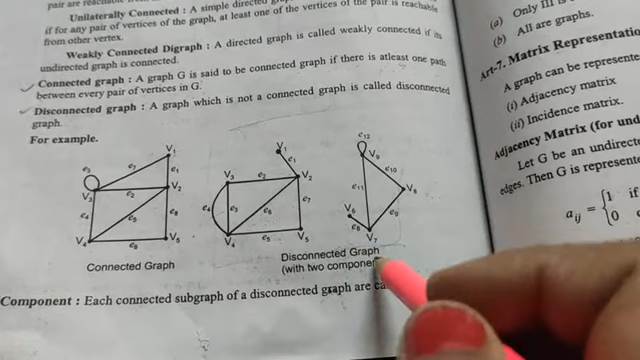 pair are reachable
Unilaterally Connected : A simple directed
if for any pair of vertices of the graph, at least one of the vertices of the pair is reachable
from other vertex.
Weakly Connected Digraph : A directed graph is called weakly connected if its
undirected graph is connected.
Connected graph : A graph G is said to be connected graph if there is atleast one path
between every pair of vertices in G.
Disconnected graph : A graph which is not a connected graph is called disconnected
graph.
For example.
V1
e7
e1
e3
V3
e2
V2
e4
e5
e8
V4
e6
V5
Connected Graph
V1
e1
V3
e2
V2
e4
e3
e6
e7
V4
e5
V5
e12
V9
e10
e11
V8
V6
e9
e8
V7
Disconnected Graph
(with two component
Component : Each connected subgraph of a disconnected graph are
(a) Only III is
(b) All are graphs.
Art-7. Matrix Representatio
A graph can be represente
(i) Adjacency matrix
(ii) Incidence matrix.
Adjacency Matrix (for und
Let G be an undirecte
edges. Then G is represent
aij = { 1 if
0